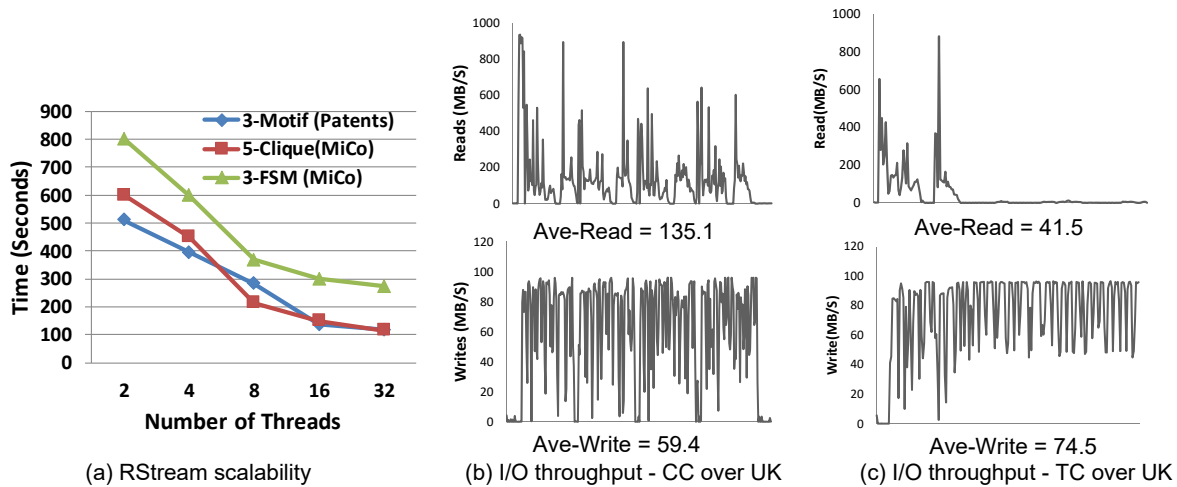 900
800
700
600
500
400
300
200
100
0
Time (Seconds)
3-Motif (Patents)
5-Clique(MiCo)
3-FSM (MiCo)
2 4 8 16 32
Number of Threads
(a) RStream scalability
1000
800
600
400
200
0
Reads (MB/S)
Ave-Read = 135.1
120
100
80
60
40
20
0
Writes (MB/S)
Ave-Write = 59.4
(b) I/O throughput - CC over UK
1000
800
600
400
200
0
Read(MB/S)
Ave-Read = 41.5
120
100
80
60
40
20
0
Write(MB/S)
Ave-Write = 74.5
(c) I/O throughput - TC over UK